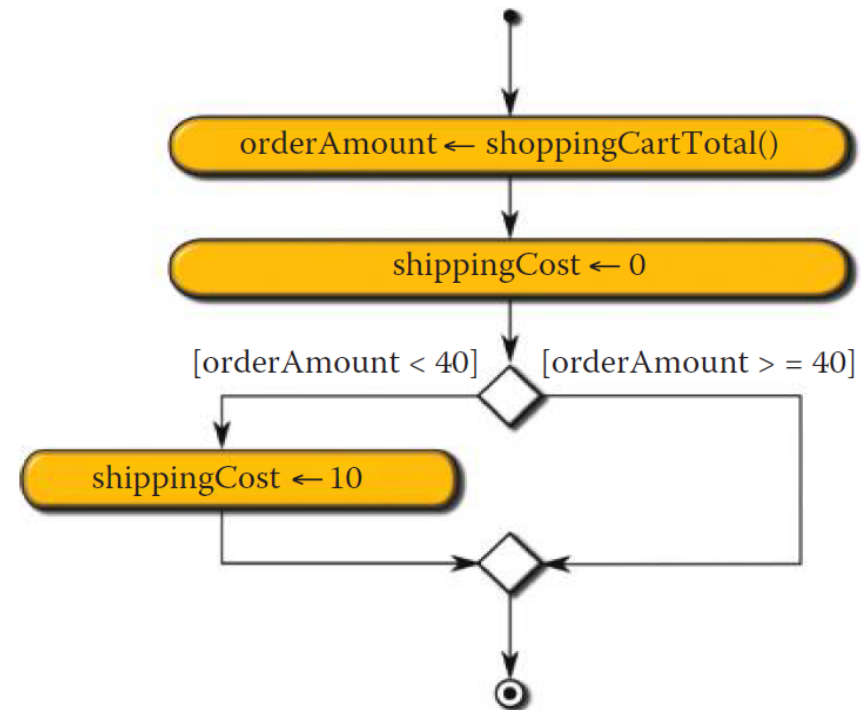 orderAmount ← shoppingCartTotal()
shippingCost ← 0
[orderAmount < 40] [orderAmount > = 40]
shippingCost ← 10